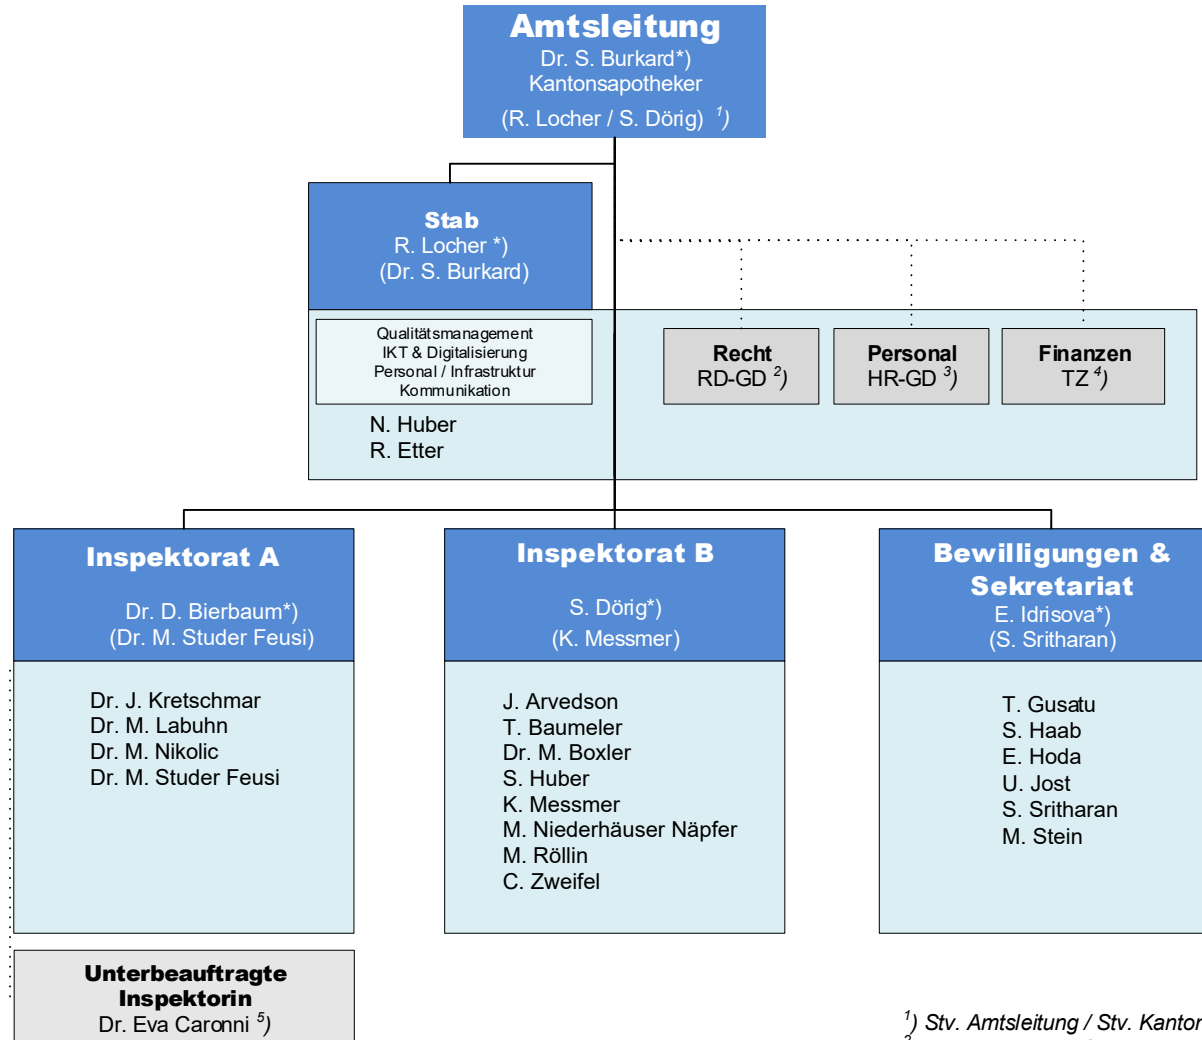 Amtsleitung
Dr. S. Burkard*)
Kantonsapotheker
(R. Locher / S. Dörig) ¹)
Stab
R. Locher *)
(Dr. S. Burkard)
Qualitätsmanagement
IKT & Digitalisierung
Personal / Infrastruktur
Kommunikation
N. Huber
R. Etter
Recht
RD-GD ²)
Personal
HR-GD ³)
Finanzen
TZ ⁴)
Inspektorat A
Dr. D. Bierbaum*)
(Dr. M. Studer Feusi)
Dr. J. Kretschmar
Dr. M. Labuhn
Dr. M. Nikolic
Dr. M. Studer Feusi
Inspektorat B
S. Dörig*)
(K. Messmer)
J. Arvedson
T. Baumeler
Dr. M. Boxler
S. Huber
K. Messmer
M. Niederhäuser Näpfer
M. Röllin
C. Zweifel
Bewilligungen &
Sekretariat
E. Idrisova*)
(S. Sritharan)
T. Gusatu
S. Haab
E. Hoda
U. Jost
S. Sritharan
M. Stein
Unterbeauftragte
Inspektorin
Dr. Eva Caronni ⁵)
¹) Stv. Amtsleitung / Stv. Kanton